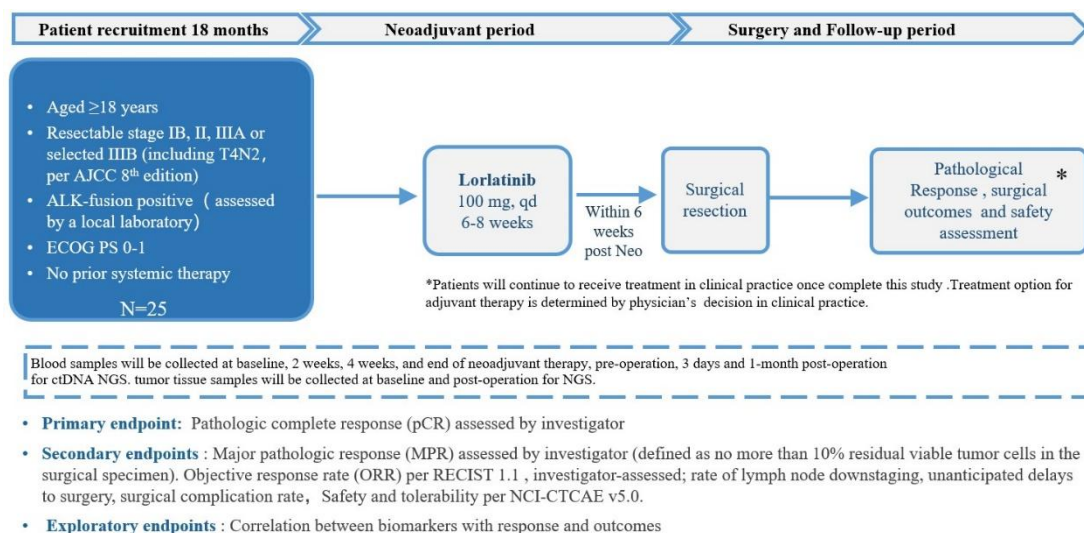 Patient recruitment 18 months
Neoadjuvant period
Surgery and Follow-up period
• Aged ≥18 years
• Resectable stage IB, II, IIIA or
selected IIIB (including T4N2,
per AJCC 8th edition)
• ALK-fusion positive ( assessed
by a local laboratory)
• ECOG PS 0-1
• No prior systemic therapy
N=25
Lorlatinib
100 mg, qd
6-8 weeks
Within 6
weeks
post Neo
Surgical
resection
Pathological *
Response , surgical
outcomes and safety
assessment
*Patients will continue to receive treatment in clinical practice once complete this study .Treatment option for
adjuvant therapy is determined by physician’s decision in clinical practice.
Blood samples will be collected at baseline, 2 weeks, 4 weeks, and end of neoadjuvant therapy, pre-operation, 3 days and 1-month post-operation
for ctDNA NGS. tumor tissue samples will be collected at baseline and post-operation for NGS.
• Primary endpoint: Pathologic complete response (pCR) assessed by investigator
• Secondary endpoints : Major pathologic response (MPR) assessed by investigator (defined as no more than 10% residual viable tumor cells in the
surgical specimen). Objective response rate (ORR) per RECIST 1.1 , investigator-assessed; rate of lymph node downstaging, unanticipated delays
to surgery, surgical complication rate, Safety and tolerability per NCI-CTCAE v5.0.
• Exploratory endpoints : Correlation between biomarkers with response and outcomes